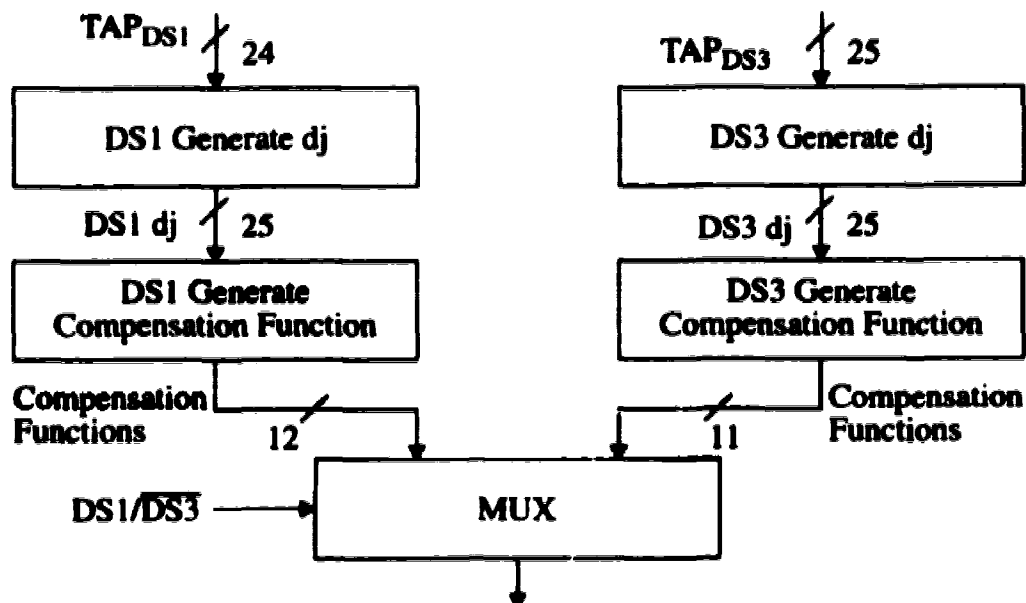 TAPDS1
24
TAPDS3
25
DS1 Generate dj
DS3 Generate dj
DS1 dj
25
DS3 dj
25
DS1 Generate
Compensation Function
DS3 Generate
Compensation Function
Compensation
Functions
12
11
Compensation
Functions
DS1/D̅S̅3̅
MUX